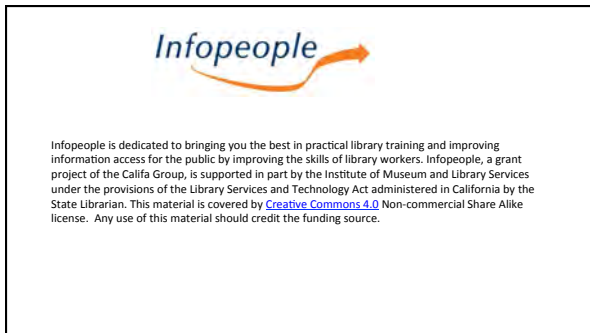 Infopeople
Infopeople is dedicated to bringing you the best in practical library training and improving
information access for the public by improving the skills of library workers. Infopeople, a grant
project of the Califa Group, is supported in part by the Institute of Museum and Library Services
under the provisions of the Library Services and Technology Act administered in California by the
State Librarian. This material is covered by Creative Commons 4.0 Non-commercial Share Alike
license.  Any use of this material should credit the funding source.